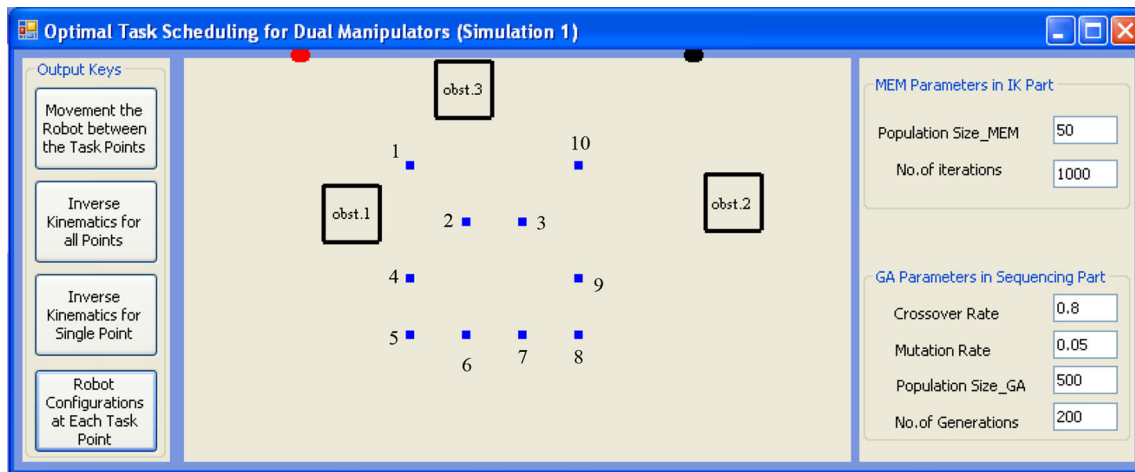 Optimal Task Scheduling for Dual Manipulators (Simulation 1)
Output Keys
Movement the
Robot between
the Task Points
Inverse
Kinematics for
all Points
Inverse
Kinematics for
Single Point
Robot
Configurations
at Each Task
Point
obst.3
1
10
obst.1
obst.2
2
3
4
9
5
6
7
8
MEM Parameters in IK Part
Population Size_MEM
50
No.of iterations
1000
GA Parameters in Sequencing Part
Crossover Rate
0.8
Mutation Rate
0.05
Population Size_GA
500
No.of Generations
200